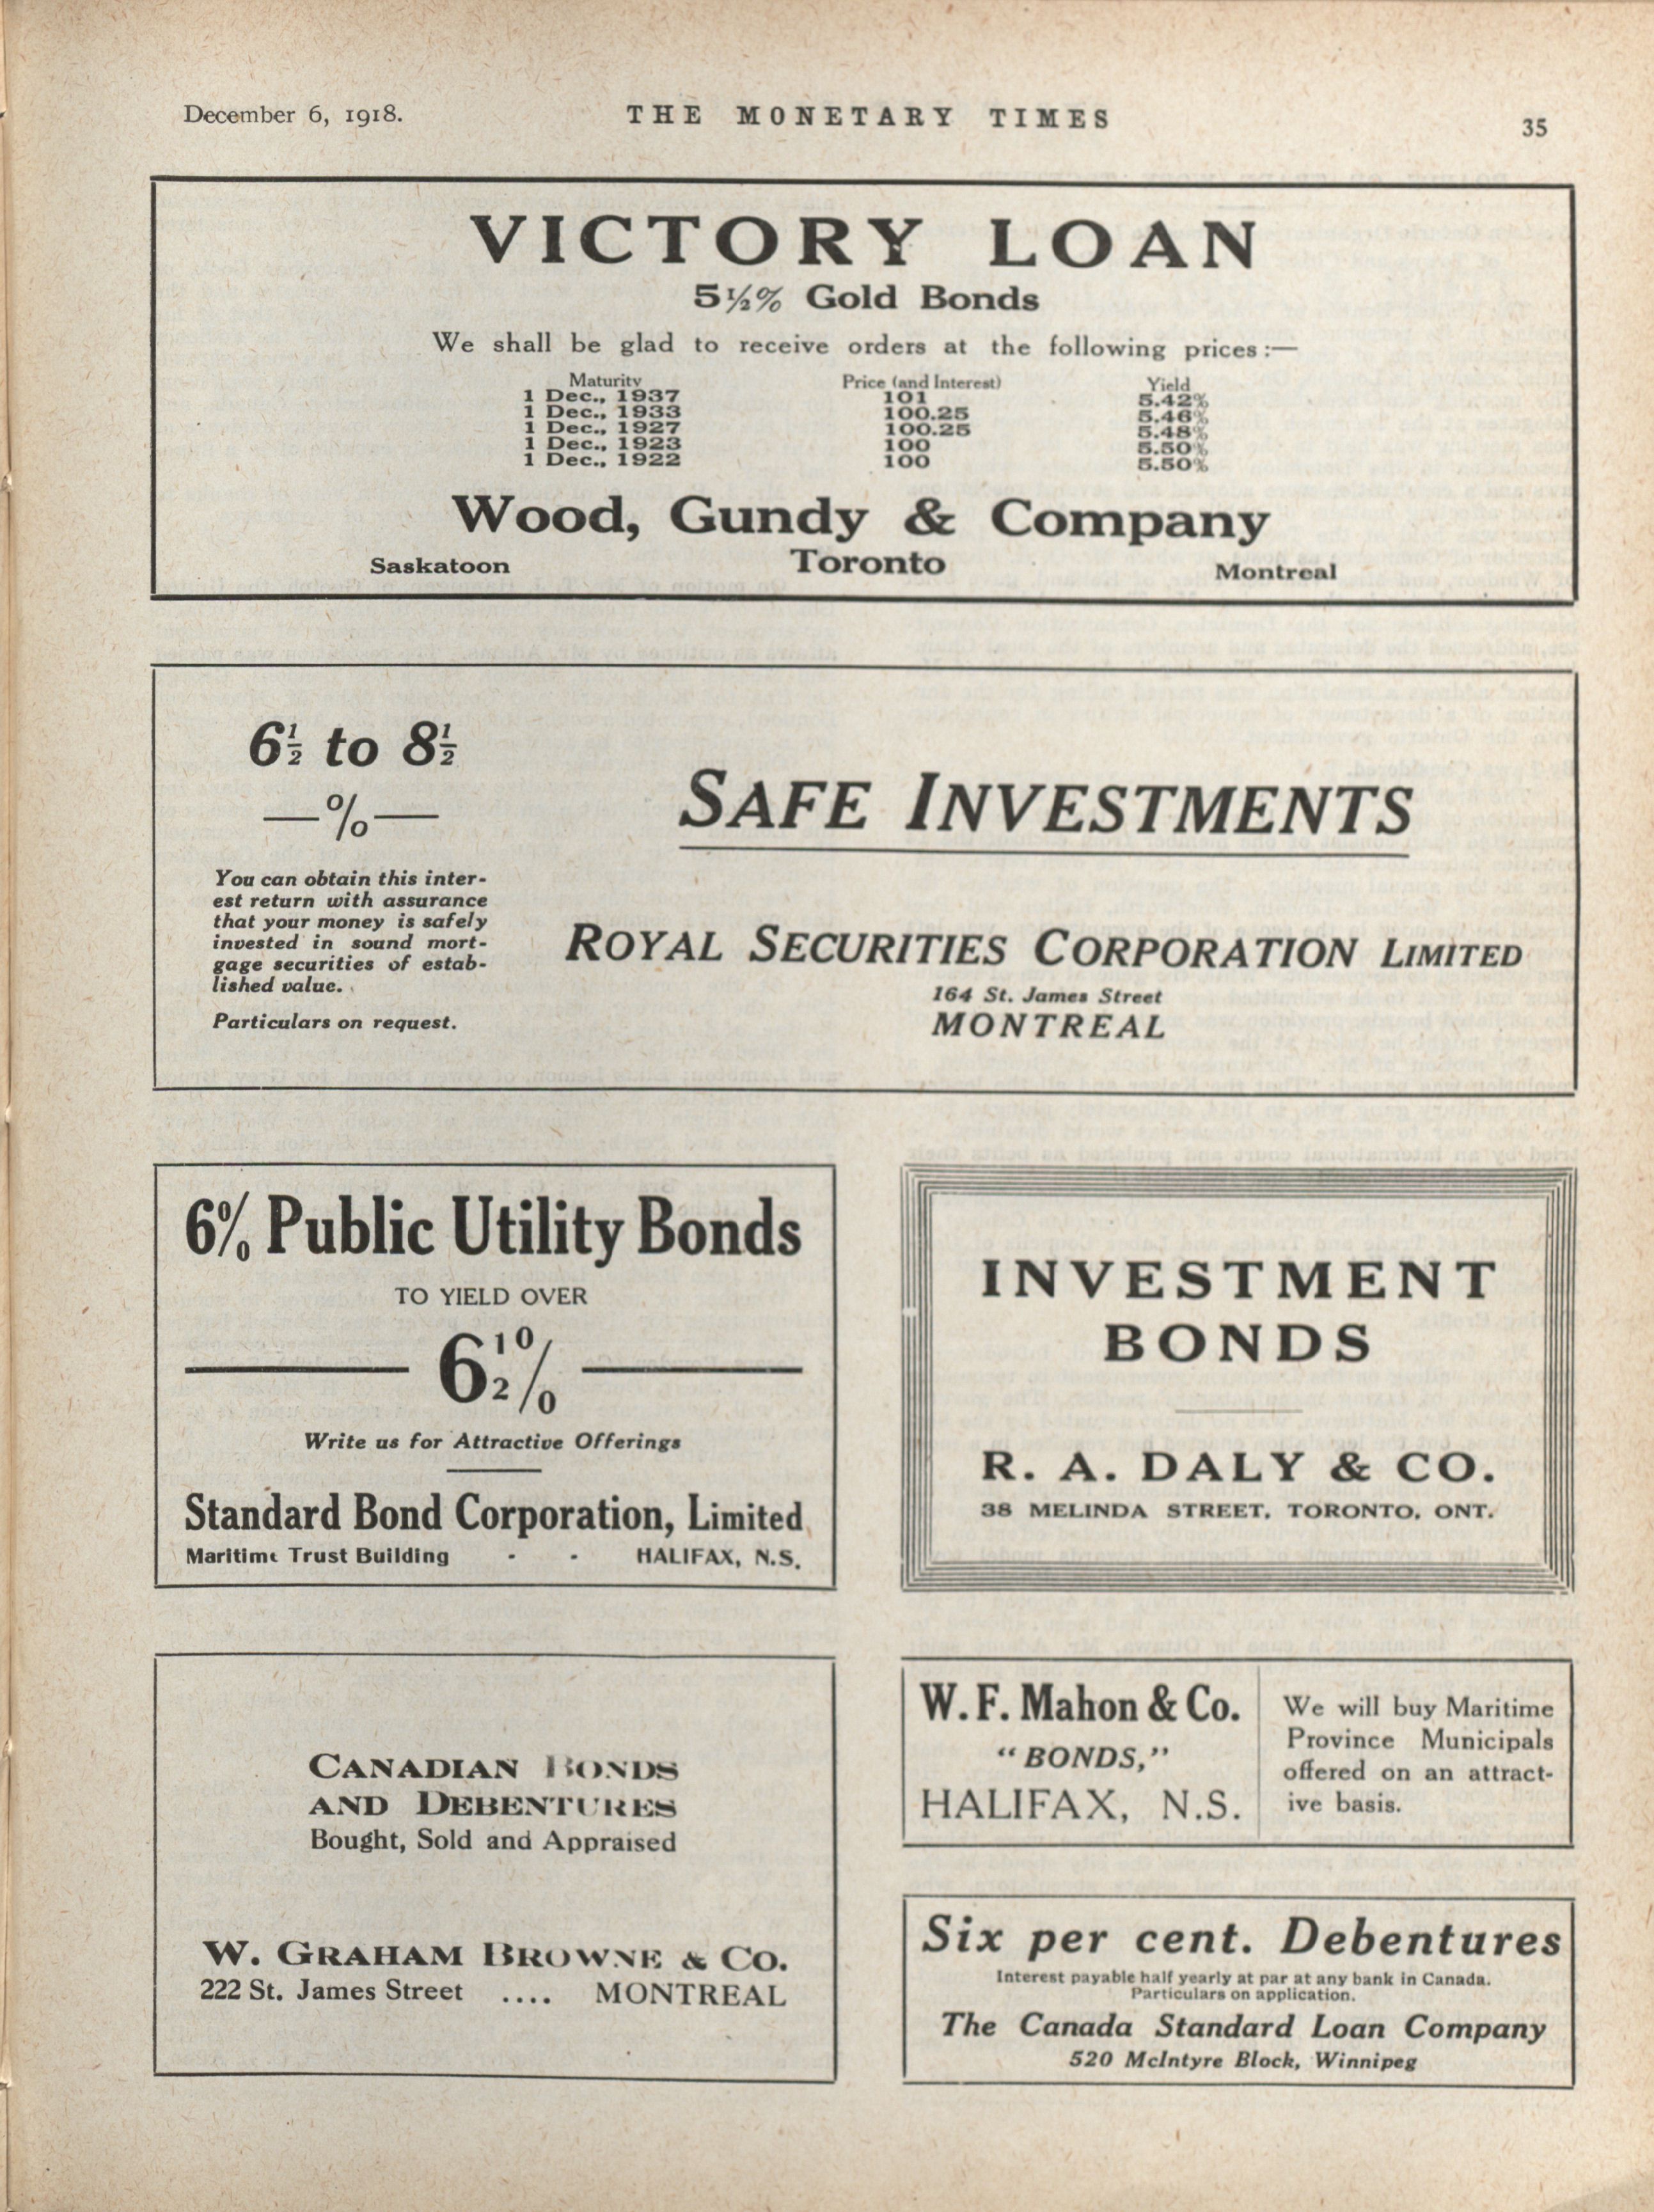 December 6, 1918.
THE MONETARY TIMES
35
VICTORY LOAN
5½% Gold Bonds
We shall be glad to receive orders at the following prices:—
Maturity Price (and Interest) Yield
1 Dec., 1937 101 5.42%
1 Dec., 1933 100.25 5.46%
1 Dec., 1927 100.25 5.48%
1 Dec., 1923 100 5.50%
1 Dec., 1922 100 5.50%
Wood, Gundy & Company
Saskatoon Toronto Montreal
6½ to 8½
—%—
You can obtain this inter-
est return with assurance
that your money is safely
invested in sound mort-
gage securities of estab-
lished value.
Particulars on request.
SAFE INVESTMENTS
ROYAL SECURITIES CORPORATION LIMITED
164 St. James Street
MONTREAL
6% Public Utility Bonds
TO YIELD OVER
6½%
Write us for Attractive Offerings
Standard Bond Corporation, Limited
Maritime Trust Building - - HALIFAX, N.S.
INVESTMENT
BONDS
R. A. DALY & CO.
38 MELINDA STREET, TORONTO, ONT.
CANADIAN BONDS
AND DEBENTURES
Bought, Sold and Appraised
W. GRAHAM BROWNE & CO.
222 St. James Street .... MONTREAL
W. F. Mahon & Co.
"BONDS,"
HALIFAX, N.S.
We will buy Maritime
Province Municipals
offered on an attract-
ive basis.
Six per cent. Debentures
Interest payable half yearly at par at any bank in Canada.
Particulars on application.
The Canada Standard Loan Company
520 McIntyre Block, Winnipeg